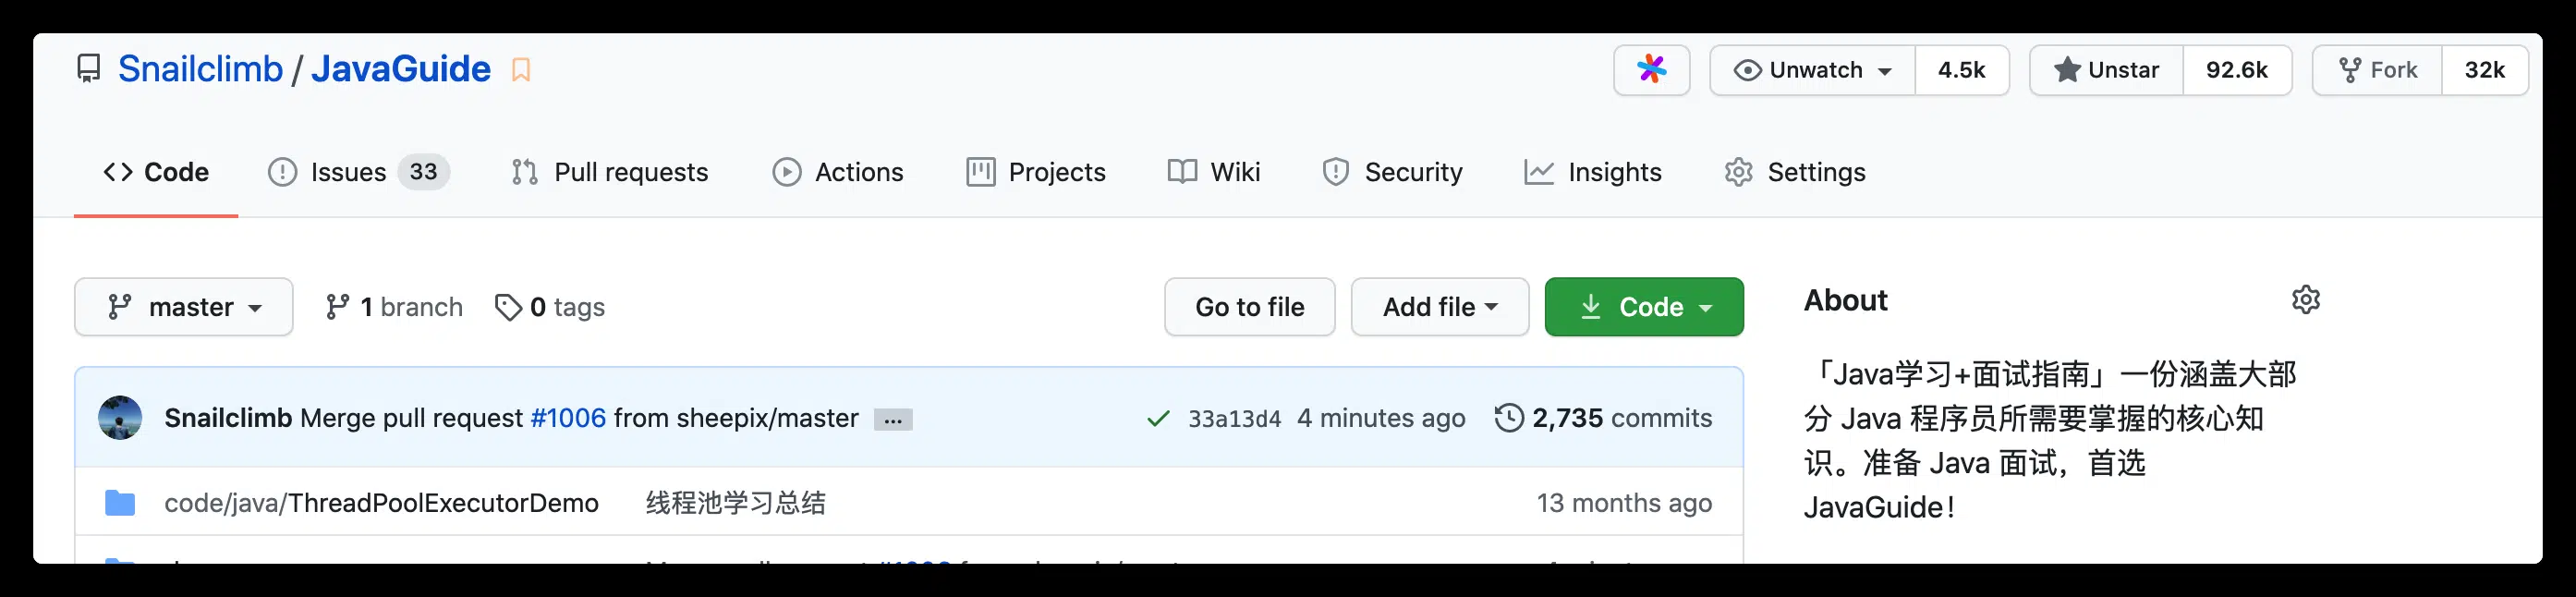 Snailclimb / JavaGuide
Unwatch 4.5k Unstar 92.6k Fork 32k
Code Issues 33 Pull requests Actions Projects Wiki Security Insights Settings
master 1 branch 0 tags Go to file Add file Code
Snailclimb Merge pull request #1006 from sheepix/master ... 33a13d4 4 minutes ago 2,735 commits
code/java/ThreadPoolExecutorDemo 线程池学习总结 13 months ago
About
「Java学习+面试指南」一份涵盖大部
分 Java 程序员所需要掌握的核心知
识。准备 Java 面试，首选
JavaGuide！